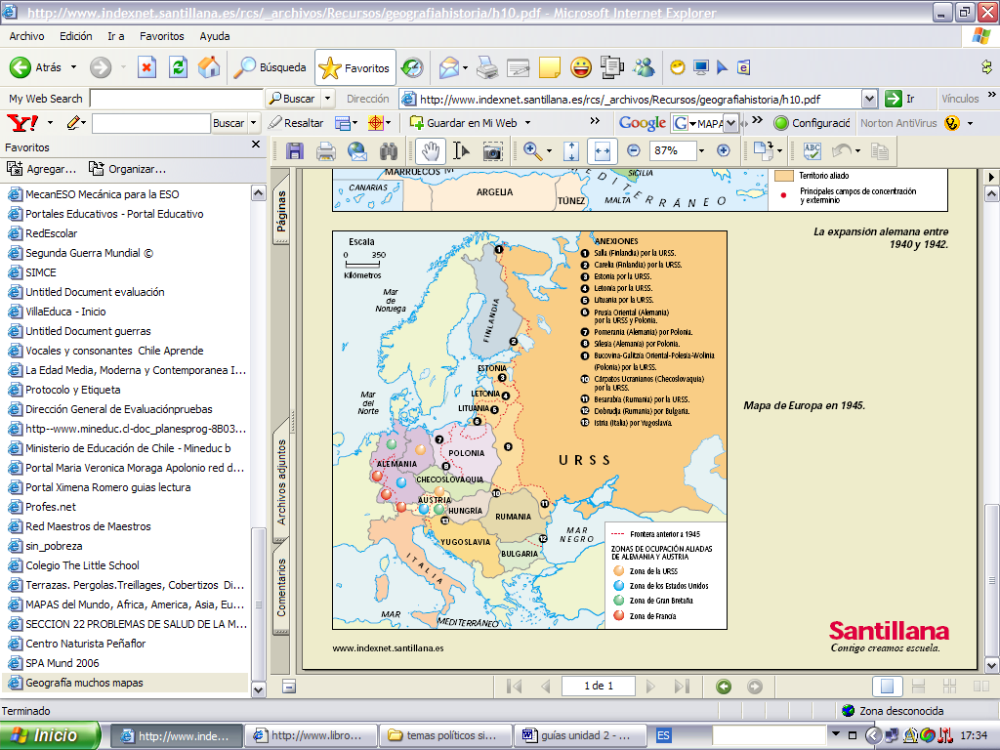 http://www.indexnet.santillana.es/rcs/_archivos/Recursos/geografiahistoria/h10.pdf - Microsoft Internet Explorer
Archivo Edición Ir a Favoritos Ayuda
Atrás Búsqueda Favoritos
My Web Search Buscar Dirección http://www.indexnet.santillana.es/rcs/_archivos/Recursos/geografiahistoria/h10.pdf Ir Vínculos »
Y! Buscar Resaltar Guardar en Mi Web » Google G MAPA » Configuració Norton AntiVirus »
Favoritos
87%
Agregar... Organizar...
MecanESO Mecánica para la ESO
Portales Educativos - Portal Educativo
RedEscolar
Segunda Guerra Mundial ©
SIMCE
Untitled Document evaluación
VillaEduca - Inicio
Untitled Document guerras
Vocales y consonantes Chile Aprende
La Edad Media, Moderna y Contemporanea I...
Protocolo y Etiqueta
Dirección General de Evaluaciónpruebas
http--www.mineduc.cl-doc_planesprog-8B03...
Ministerio de Educación de Chile - Mineduc b
Portal Maria Veronica Moraga Apolonio red d...
Portal Ximena Romero guias lectura
Profes.net
Red Maestros de Maestros
sin_pobreza
Colegio The Little School
Terrazas. Pergolas.Treillages, Cobertizos Di...
MAPAS del Mundo, Africa, America, Asia, Eu...
SECCION 22 PROBLEMAS DE SALUD DE LA M...
Centro Naturista Peñaflor
SPA Mund 2006
Geografía muchos mapas
Páginas
Archivos adjuntos
Comentarios
MARRUECOS
CANARIAS
ARGELIA
TÚNEZ
MALTA
SICILIA
MEDITERRÁNEO
Territorio aliado
Principales campos de concentración
y exterminio
La expansión alemana entre
1940 y 1942.
Escala
0 350
Kilómetros
Mar
de
Noruega
Mar
del
Norte
FINLANDIA
ESTONIA
LETONIA
LITUANIA
POLONIA
ALEMANIA
CHECOSLOVAQUIA
AUSTRIA
HUNGRÍA
RUMANIA
YUGOSLAVIA
BULGARIA
ITALIA
URSS
MAR
NEGRO
MAR
MEDITERRÁNEO
1
2
3
4
5
6
7
8
9
10
11
12
13
ANEXIONES
1 Salla (Finlandia) por la URSS.
2 Carelia (Finlandia) por la URSS.
3 Estonia por la URSS.
4 Letonia por la URSS.
5 Lituania por la URSS.
6 Prusia Oriental (Alemania)
por la URSS y Polonia.
7 Pomerania (Alemania) por Polonia.
8 Silesia (Alemania) por Polonia.
9 Bucovina-Galitzia Oriental-Polesia-Wolinia
(Polonia) por la URSS.
10 Cárpatos Ucranianos (Checoslovaquia)
por la URSS.
11 Besarabia (Rumania) por la URSS.
12 Dobrudja (Rumania) por Bulgaria.
13 Istria (Italia) por Yugoslavia.
Frontera anterior a 1945
ZONAS DE OCUPACIÓN ALIADAS
DE ALEMANIA Y AUSTRIA
Zona de la URSS
Zona de los Estados Unidos
Zona de Gran Bretaña
Zona de Francia
Mapa de Europa en 1945.
www.indexnet.santillana.es
Santillana
Contigo creamos escuela.
1 de 1
Terminado
Zona desconocida
Inicio http://www.inde... http://www.libro... temas políticos si... guías unidad 2 - ... ES 17:34